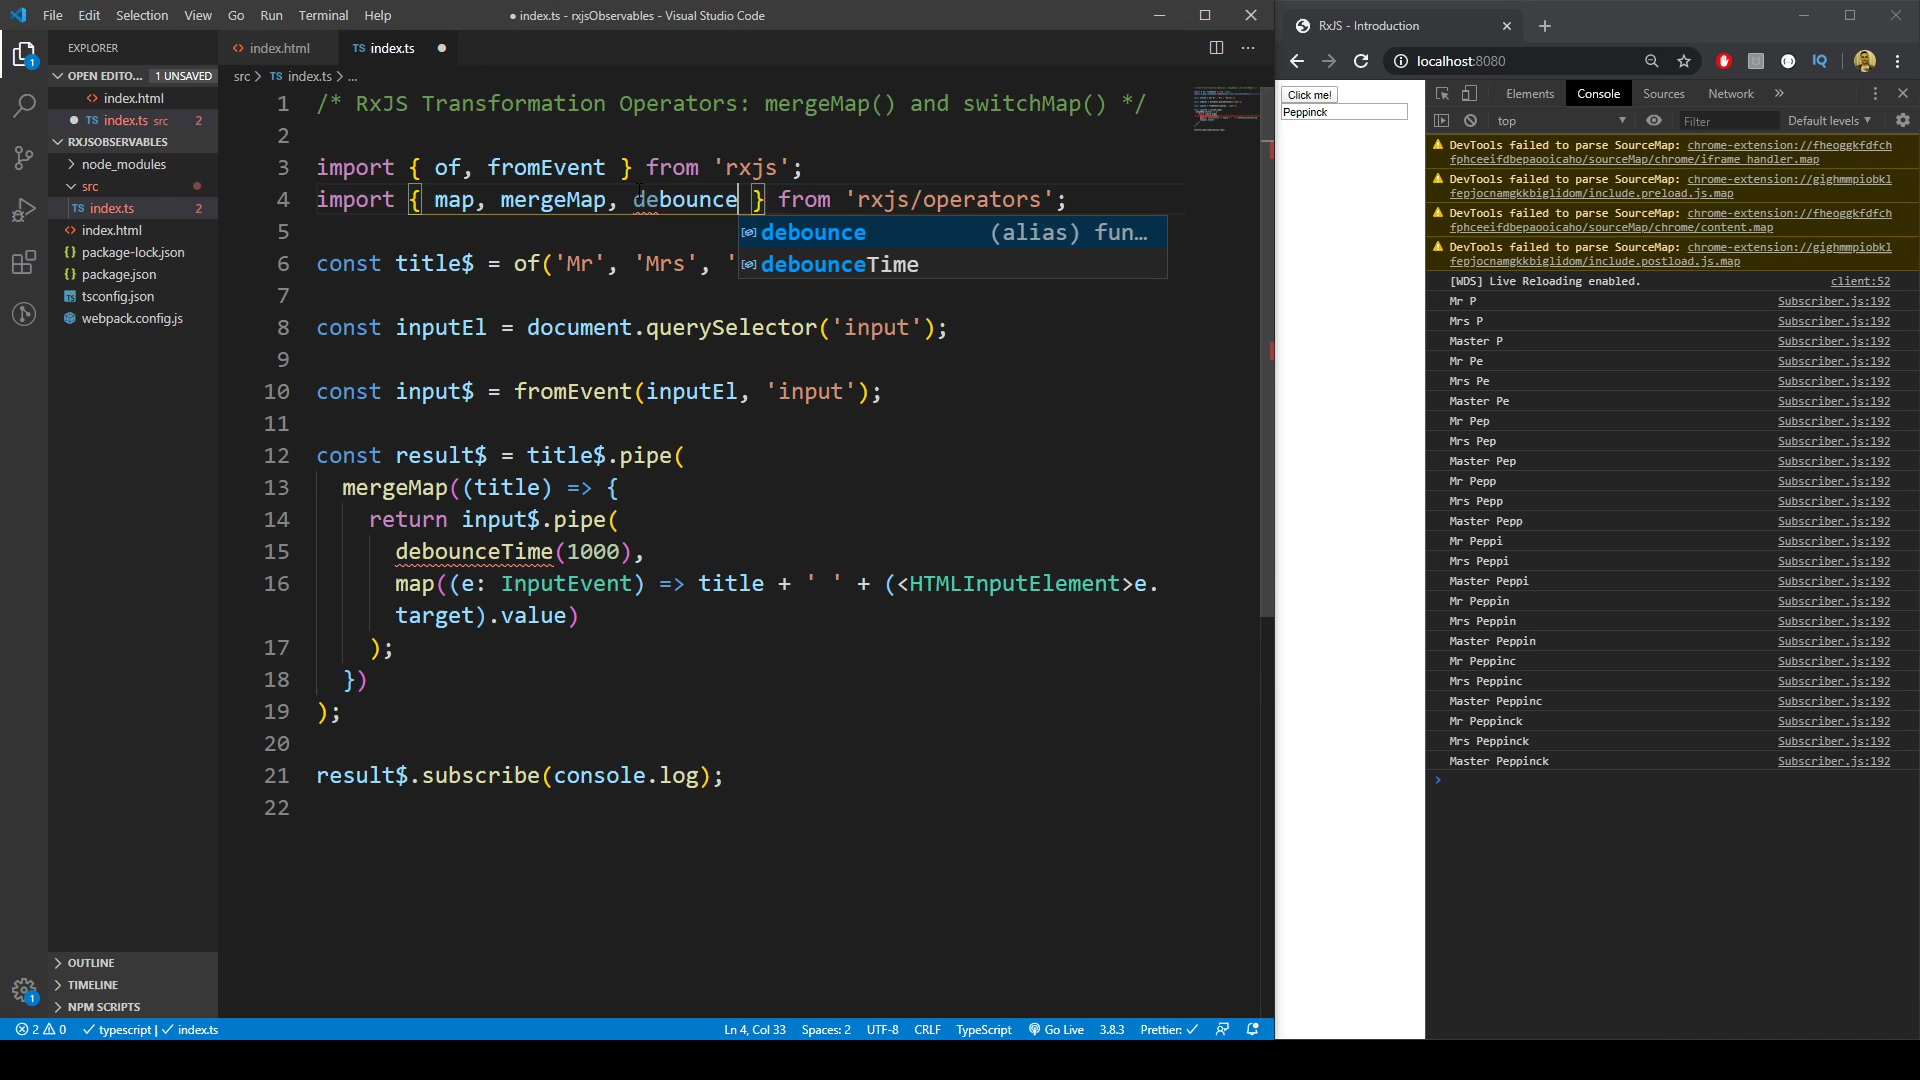 File Edit Selection View Go Run Terminal Help
● index.ts - rxjsObservables - Visual Studio Code
EXPLORER
OPEN EDITO... 1 UNSAVED
index.html
index.ts src 2
RXJSOBSERVABLES
node_modules
src
index.ts 2
index.html
package-lock.json
package.json
tsconfig.json
webpack.config.js
OUTLINE
TIMELINE
NPM SCRIPTS
index.html
index.ts
src > index.ts > ...
1 /* RxJS Transformation Operators: mergeMap() and switchMap() */
2
3 import { of, fromEvent } from 'rxjs';
4 import { map, mergeMap, debounce } from 'rxjs/operators';
debounce (alias) fun...
debounceTime
5
6 const title$ = of('Mr', 'Mrs', '
7
8 const inputEl = document.querySelector('input');
9
10 const input$ = fromEvent(inputEl, 'input');
11
12 const result$ = title$.pipe(
13 mergeMap((title) => {
14 return input$.pipe(
15 debounceTime(1000),
16 map((e: InputEvent) => title + ' ' + (<HTMLInputElement>e.
target).value)
17 );
18 })
19 );
20
21 result$.subscribe(console.log);
22
2 0 typescript | index.ts
Ln 4, Col 33 Spaces: 2 UTF-8 CRLF TypeScript Go Live 3.8.3 Prettier:
RxJS - Introduction
localhost:8080
IQ
Click me!
Peppinck
Elements Console Sources Network
top Filter Default levels
DevTools failed to parse SourceMap: chrome-extension://fheoggkfdfch
fphceeifdbepaooicaho/sourceMap/chrome/iframe_handler.map
DevTools failed to parse SourceMap: chrome-extension://gighmmpiobkl
fepjocnamgkkbiglidom/include.preload.js.map
DevTools failed to parse SourceMap: chrome-extension://fheoggkfdfch
fphceeifdbepaooicaho/sourceMap/chrome/content.map
DevTools failed to parse SourceMap: chrome-extension://gighmmpiobkl
fepjocnamgkkbiglidom/include.postload.js.map
[WDS] Live Reloading enabled. client:52
Mr P Subscriber.js:192
Mrs P Subscriber.js:192
Master P Subscriber.js:192
Mr Pe Subscriber.js:192
Mrs Pe Subscriber.js:192
Master Pe Subscriber.js:192
Mr Pep Subscriber.js:192
Mrs Pep Subscriber.js:192
Master Pep Subscriber.js:192
Mr Pepp Subscriber.js:192
Mrs Pepp Subscriber.js:192
Master Pepp Subscriber.js:192
Mr Peppi Subscriber.js:192
Mrs Peppi Subscriber.js:192
Master Peppi Subscriber.js:192
Mr Peppin Subscriber.js:192
Mrs Peppin Subscriber.js:192
Master Peppin Subscriber.js:192
Mr Peppinc Subscriber.js:192
Mrs Peppinc Subscriber.js:192
Master Peppinc Subscriber.js:192
Mr Peppinck Subscriber.js:192
Mrs Peppinck Subscriber.js:192
Master Peppinck Subscriber.js:192